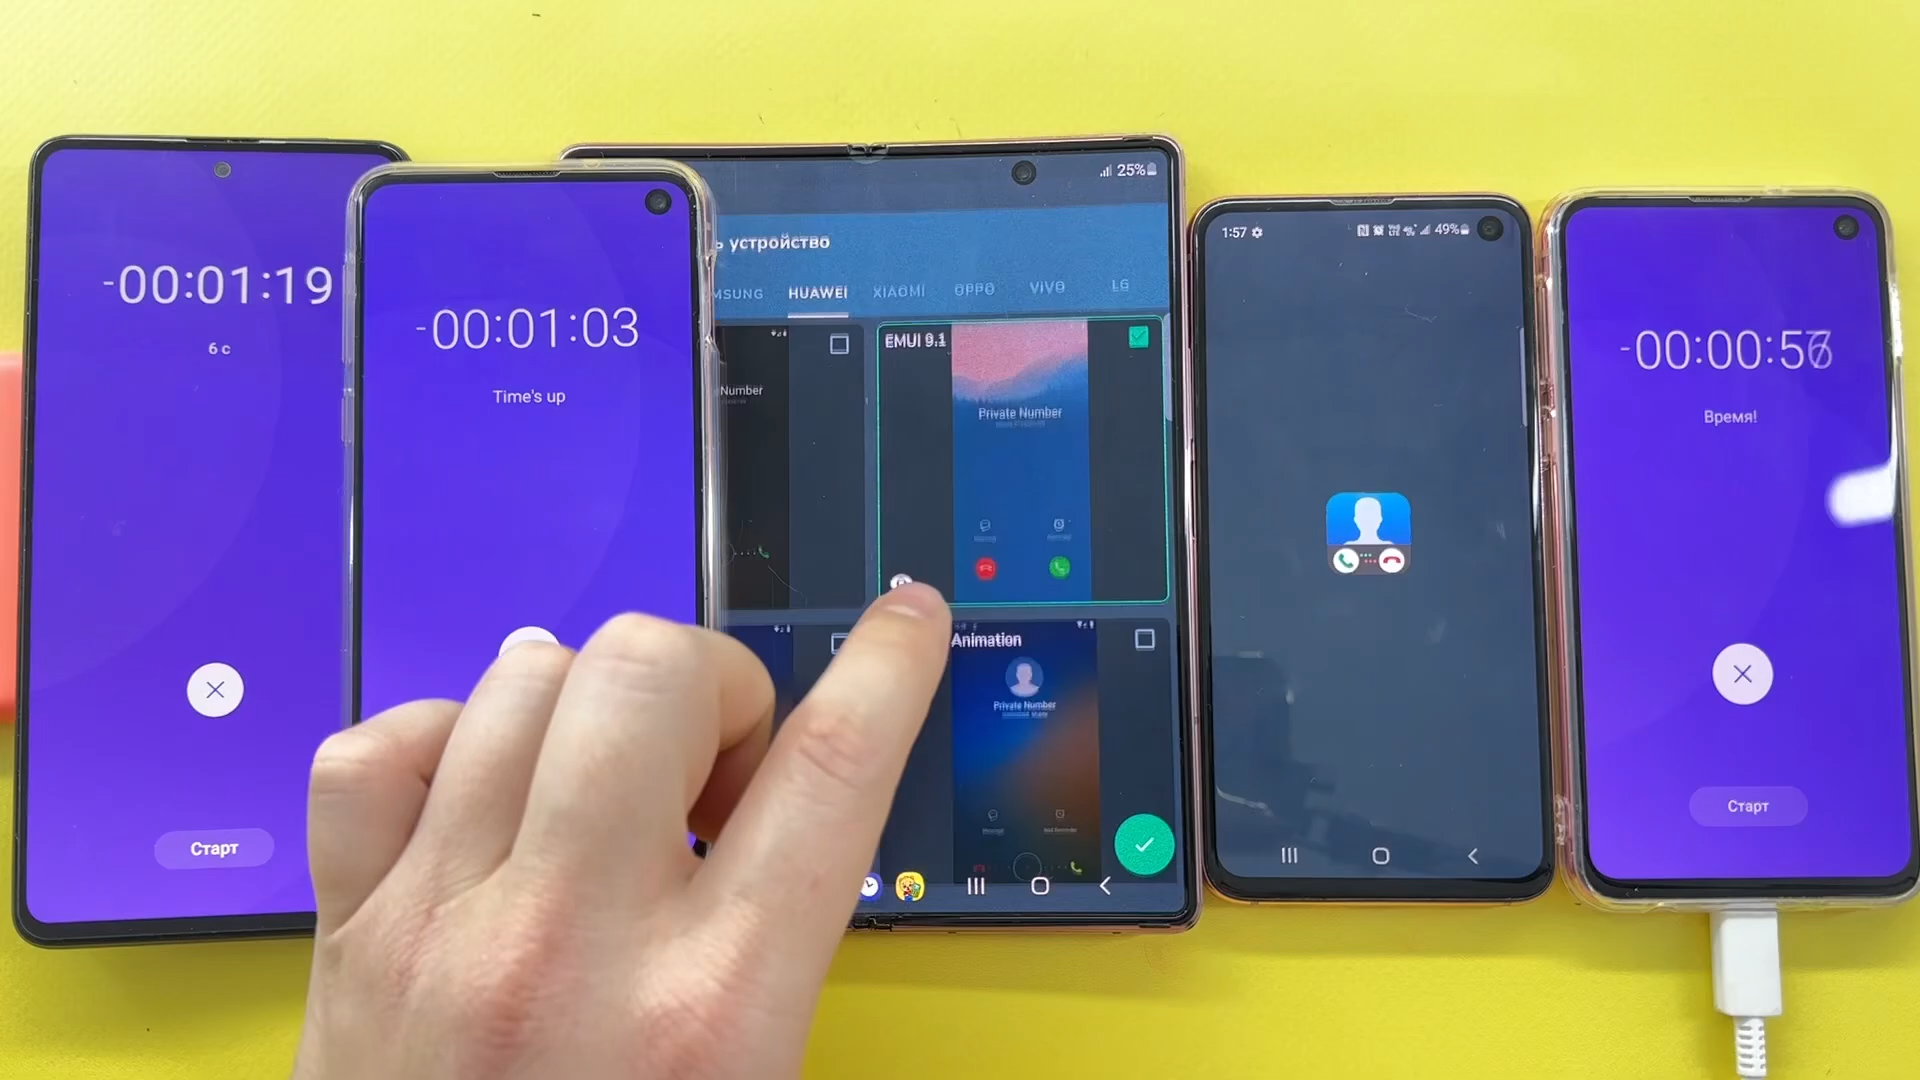 -00:01:19
6 с
Старт
-00:01:03
Time's up
25%
ь устройство
MSUNG HUAWEI XIAOMI OPPO VIVO LG
Number
EMUI 9.1
Private Number
Animation
Private Number
1:57 49%
-00:00:56
Время!
Старт